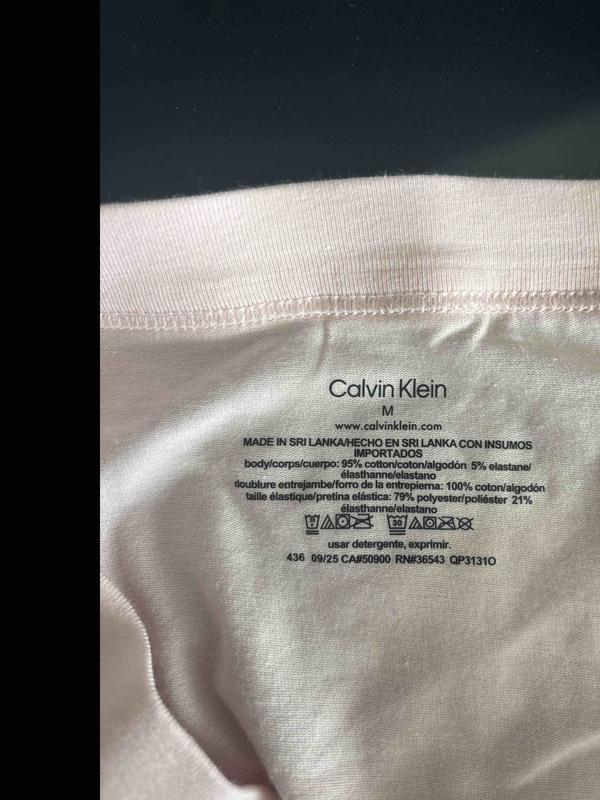 Calvin Klein
M
www.calvinklein.com
MADE IN SRI LANKA/HECHO EN SRI LANKA CON INSUMOS
IMPORTADOS
body/corps/cuerpo: 95% cotton/coton/algodón 5% elastane/
élasthanne/elastano
doublure entrejambe/forro de la entrepierna: 100% coton/algodón
taille élastique/pretina elástica: 79% polyester/poliéster 21%
élasthanne/elastano
30
usar detergente, exprimir.
436 09/25 CA#50900 RN#36543 QP3131O